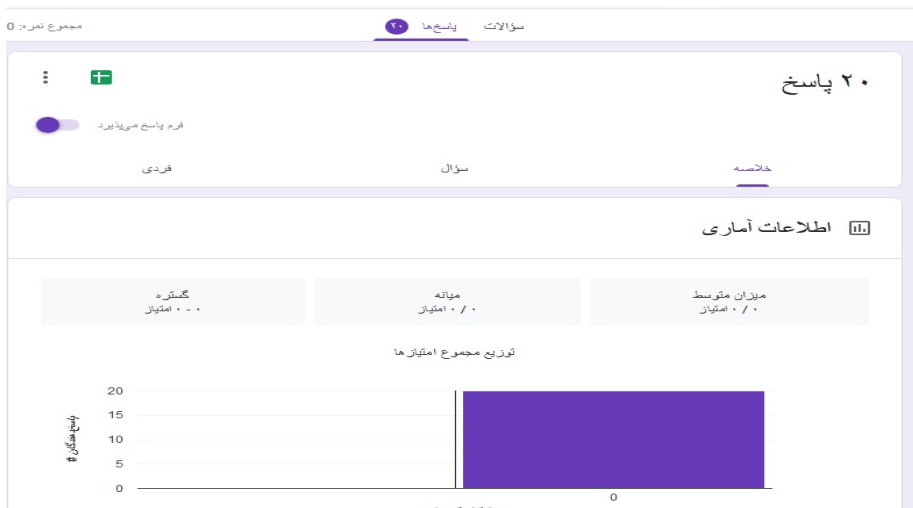 سؤالات پاسخ‌ها ۲۰ مجموع نمره: 0
۲۰ پاسخ
فرم پاسخ می‌پذیرد
خلاصه سؤال فردی
اطلاعات آماری
میزان متوسط
۰ / ۰ امتیاز
میانه
۰ / ۰ امتیاز
گستره
۰ - ۰ امتیاز
توزیع مجموع امتیازها
20
15
10
5
0
# پاسخ‌دهندگان
0